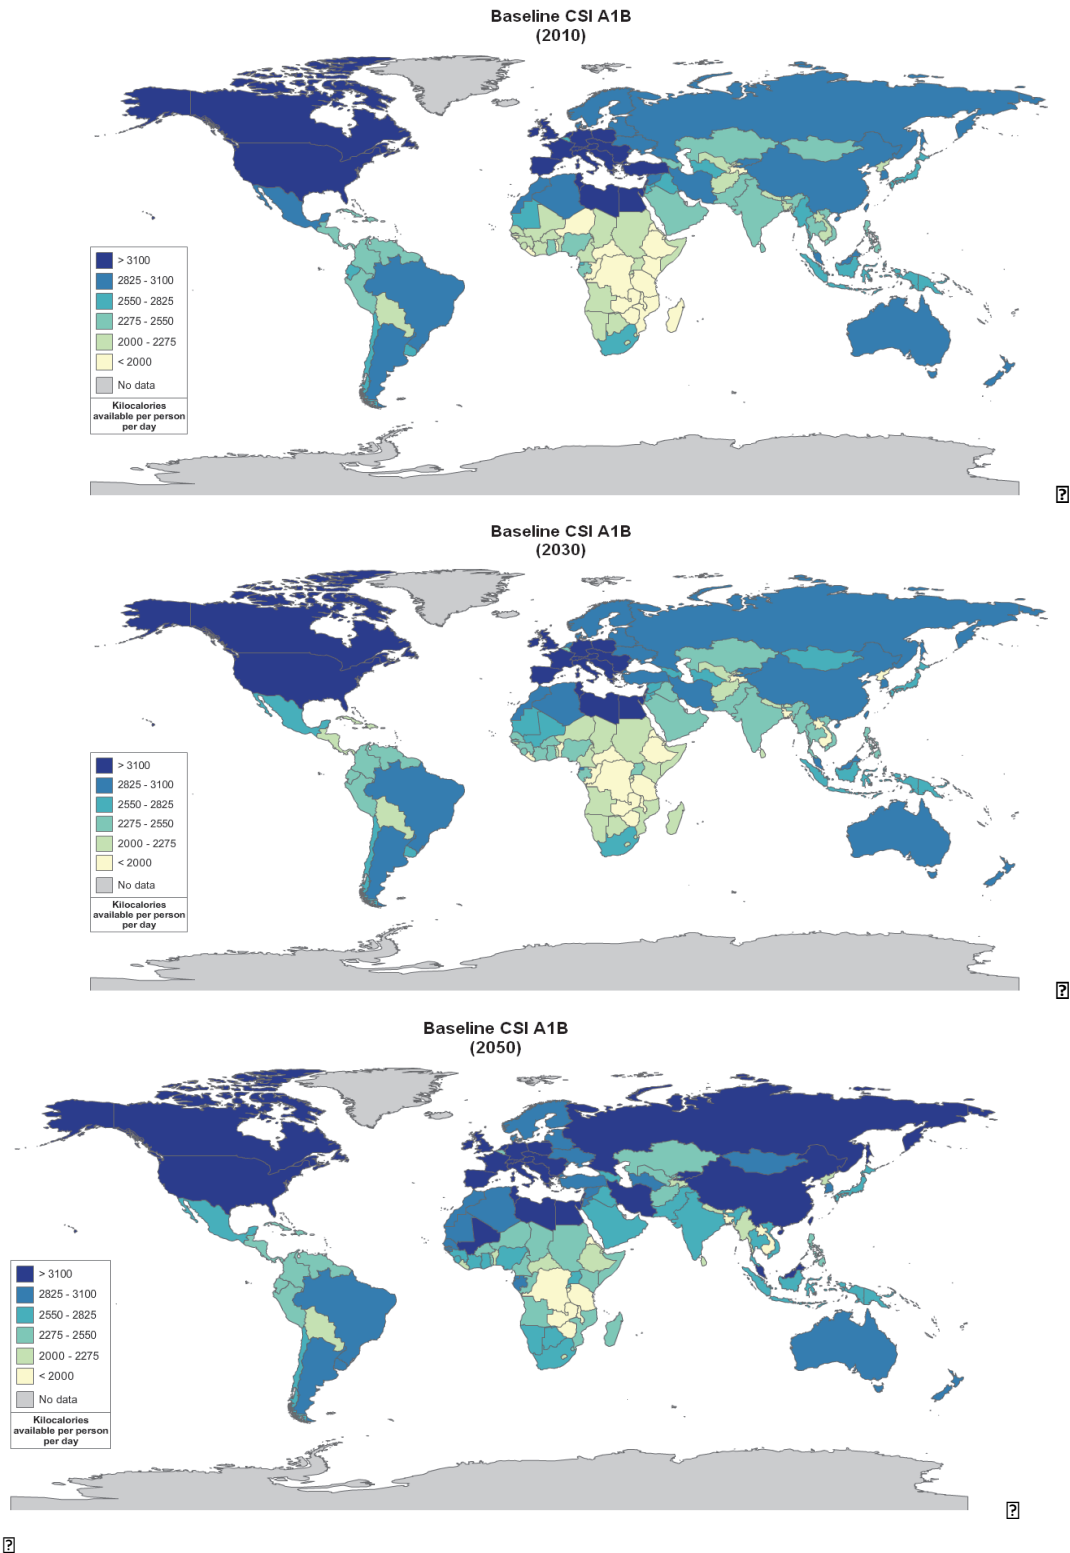 Baseline CSI A1B
(2010)
> 3100
2825 - 3100
2550 - 2825
2275 - 2550
2000 - 2275
< 2000
No data
Kilocalories
available per person
per day
Baseline CSI A1B
(2030)
> 3100
2825 - 3100
2550 - 2825
2275 - 2550
2000 - 2275
< 2000
No data
Kilocalories
available per person
per day
Baseline CSI A1B
(2050)
> 3100
2825 - 3100
2550 - 2825
2275 - 2550
2000 - 2275
< 2000
No data
Kilocalories
available per person
per day